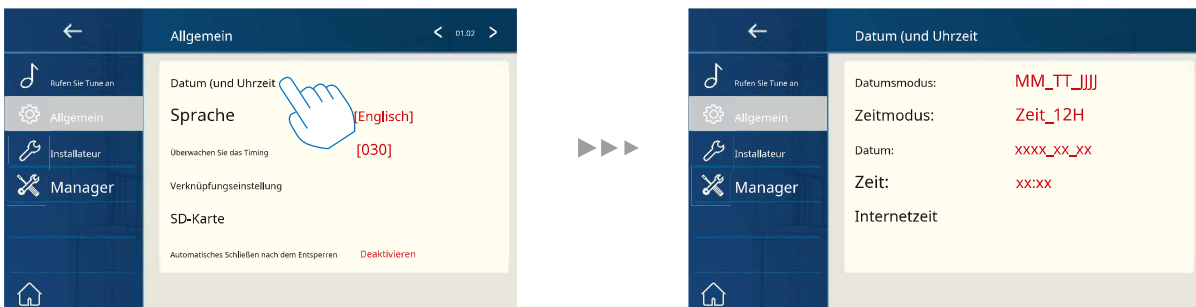 Allgemein
< 01.02 >
Rufen Sie Tune an
Allgemein
Installateur
Manager
Datum (und Uhrzeit
Sprache [Englisch]
Überwachen Sie das Timing [030]
Verknüpfungseinstellung
SD-Karte
Automatisches Schließen nach dem Entsperren Deaktivieren
Datum (und Uhrzeit
Rufen Sie Tune an
Allgemein
Installateur
Manager
Datumsmodus: MM_TT_JJJJ
Zeitmodus: Zeit_12H
Datum: xxxx_xx_xx
Zeit: xx:xx
Internetzeit